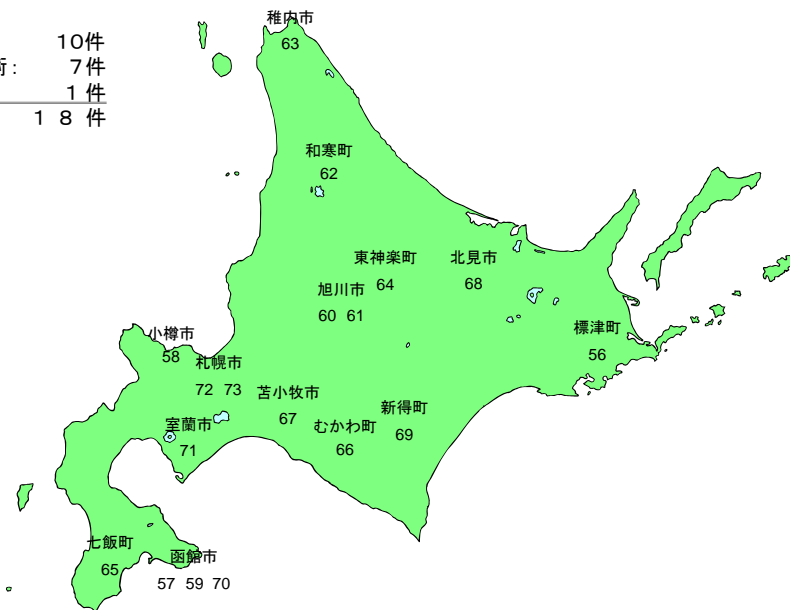 稚内市
63
10件
術： 7件
1件
18件
和寒町
62
東神楽町
64
北見市
68
旭川市
60 61
標津町
56
小樽市
58
札幌市
72 73
苫小牧市
67
新得町
69
むかわ町
66
室蘭市
71
七飯町
65
函館市
57 59 70